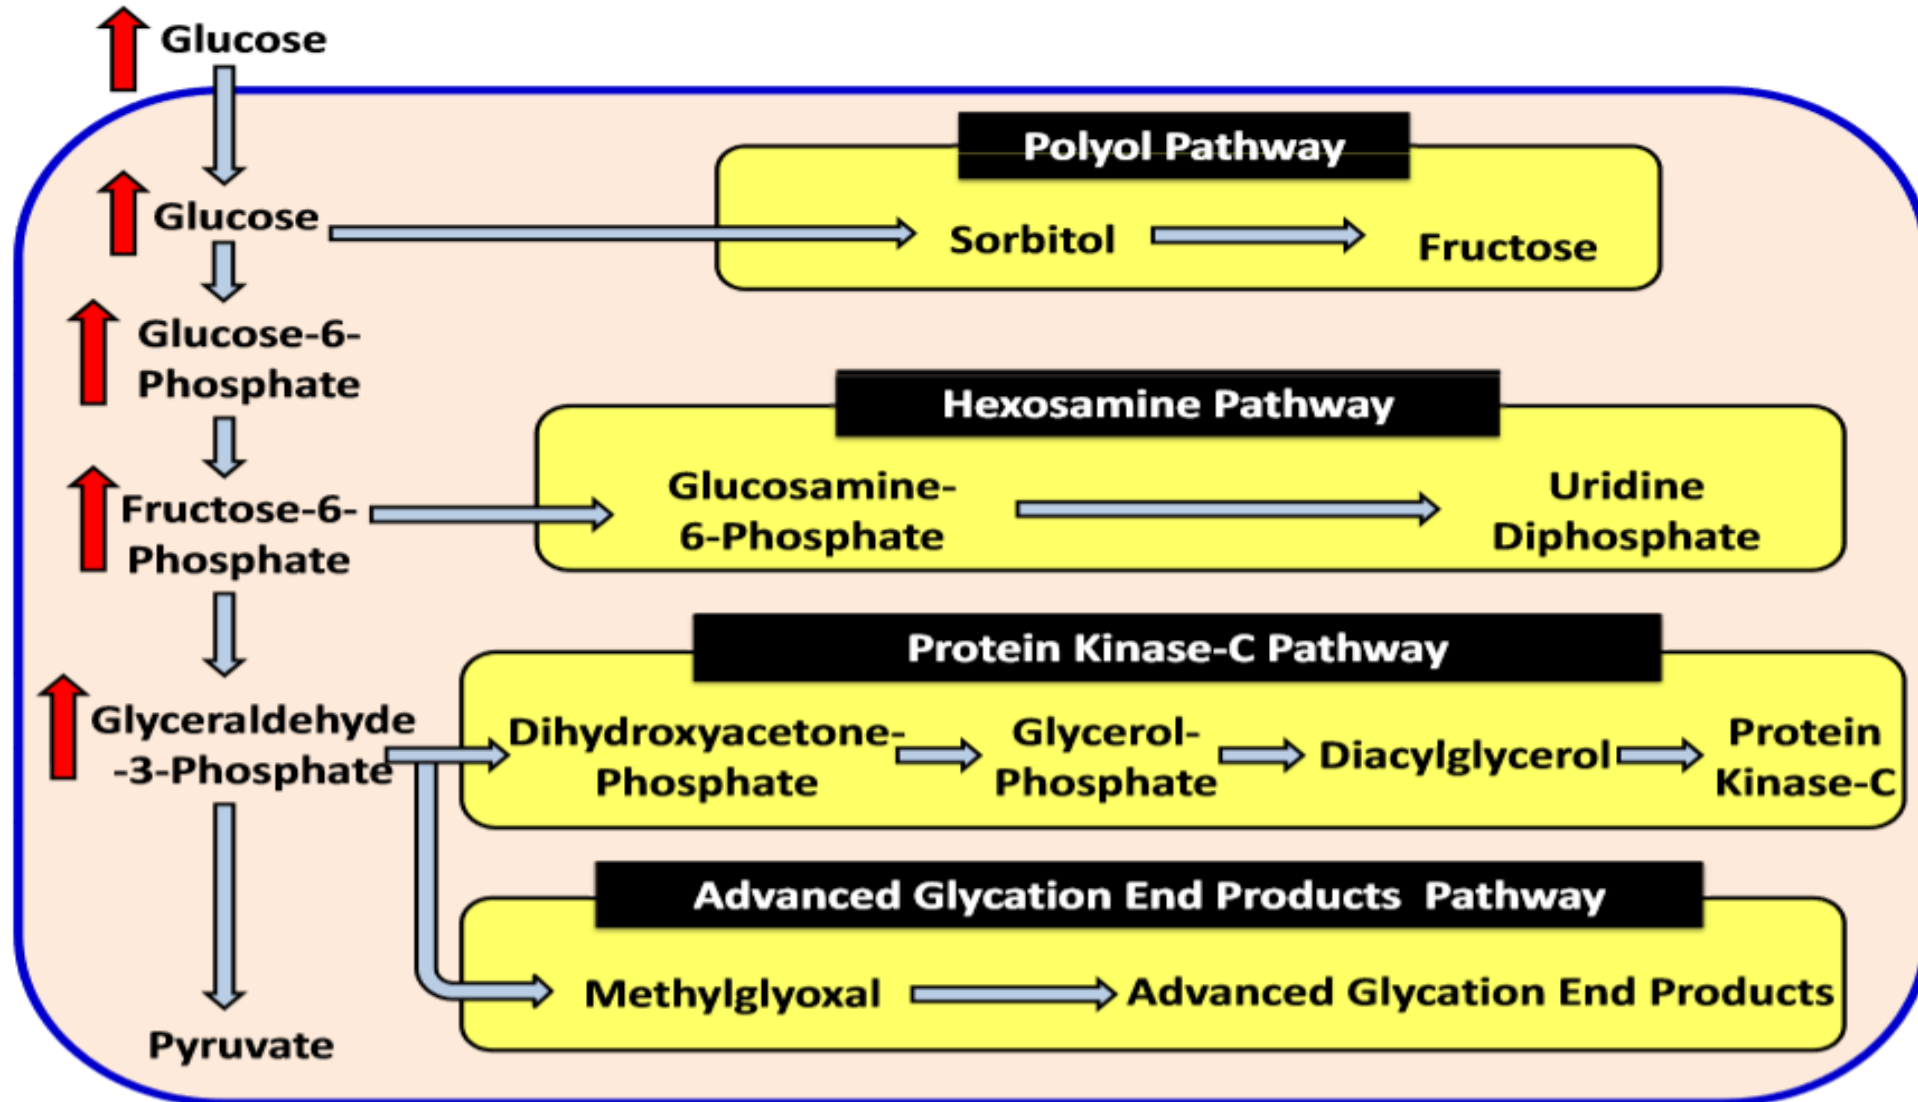 Glucose
Polyol Pathway
Glucose
Sorbitol
Fructose
Glucose-6-
Phosphate
Hexosamine Pathway
Fructose-6-
Phosphate
Glucosamine-
6-Phosphate
Uridine
Diphosphate
Protein Kinase-C Pathway
Glyceraldehyde
-3-Phosphate
Dihydroxyacetone-
Phosphate
Glycerol-
Phosphate
Diacylglycerol
Protein
Kinase-C
Advanced Glycation End Products  Pathway
Methylglyoxal
Advanced Glycation End Products
Pyruvate